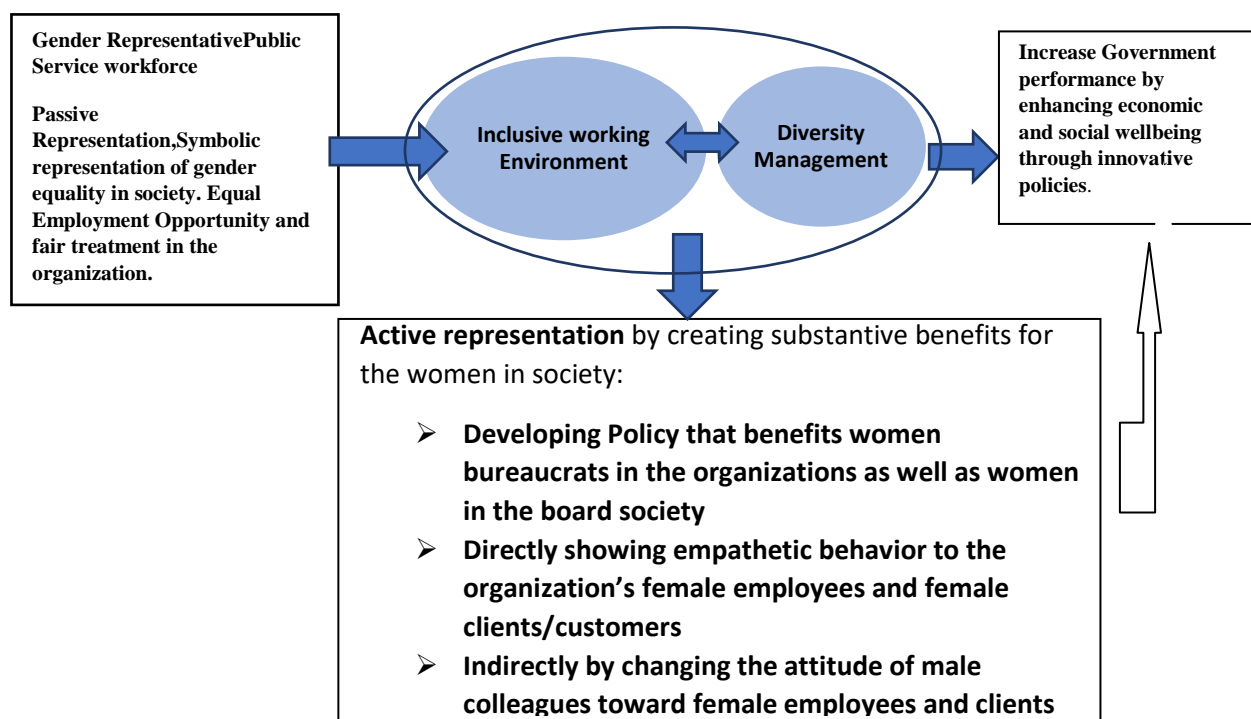 Gender RepresentativePublic
Service workforce
Passive
Representation,Symbolic
representation of gender
equality in society. Equal
Employment Opportunity and
fair treatment in the
organization.
Inclusive working
Environment
Diversity
Management
Increase Government
performance by
enhancing economic
and social wellbeing
through innovative
policies.
Active representation by creating substantive benefits for
the women in society:
➢ Developing Policy that benefits women
bureaucrats in the organizations as well as women
in the board society
➢ Directly showing empathetic behavior to the
organization’s female employees and female
clients/customers
➢ Indirectly by changing the attitude of male
colleagues toward female employees and clients